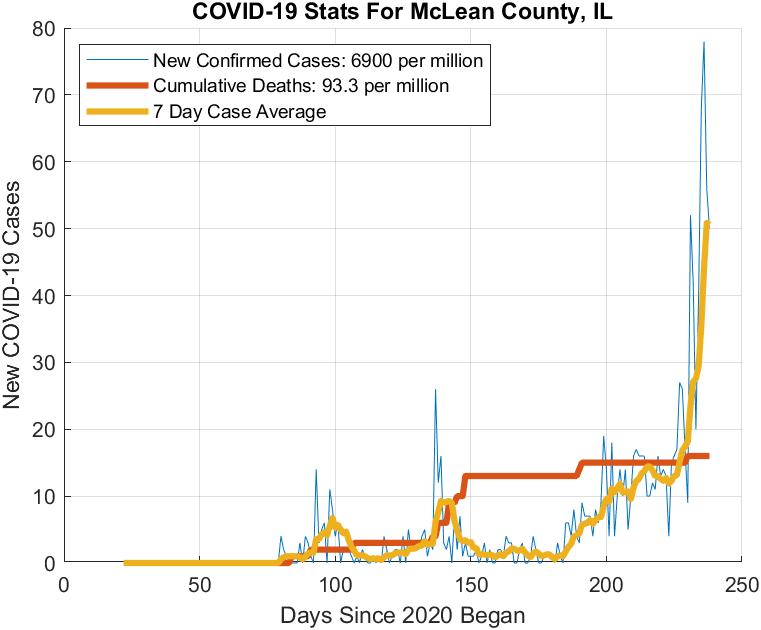 COVID-19 Stats For McLean County, IL
New Confirmed Cases: 6900 per million
Cumulative Deaths: 93.3 per million
7 Day Case Average
New COVID-19 Cases
80
70
60
50
40
30
20
10
0
0 50 100 150 200 250
Days Since 2020 Began